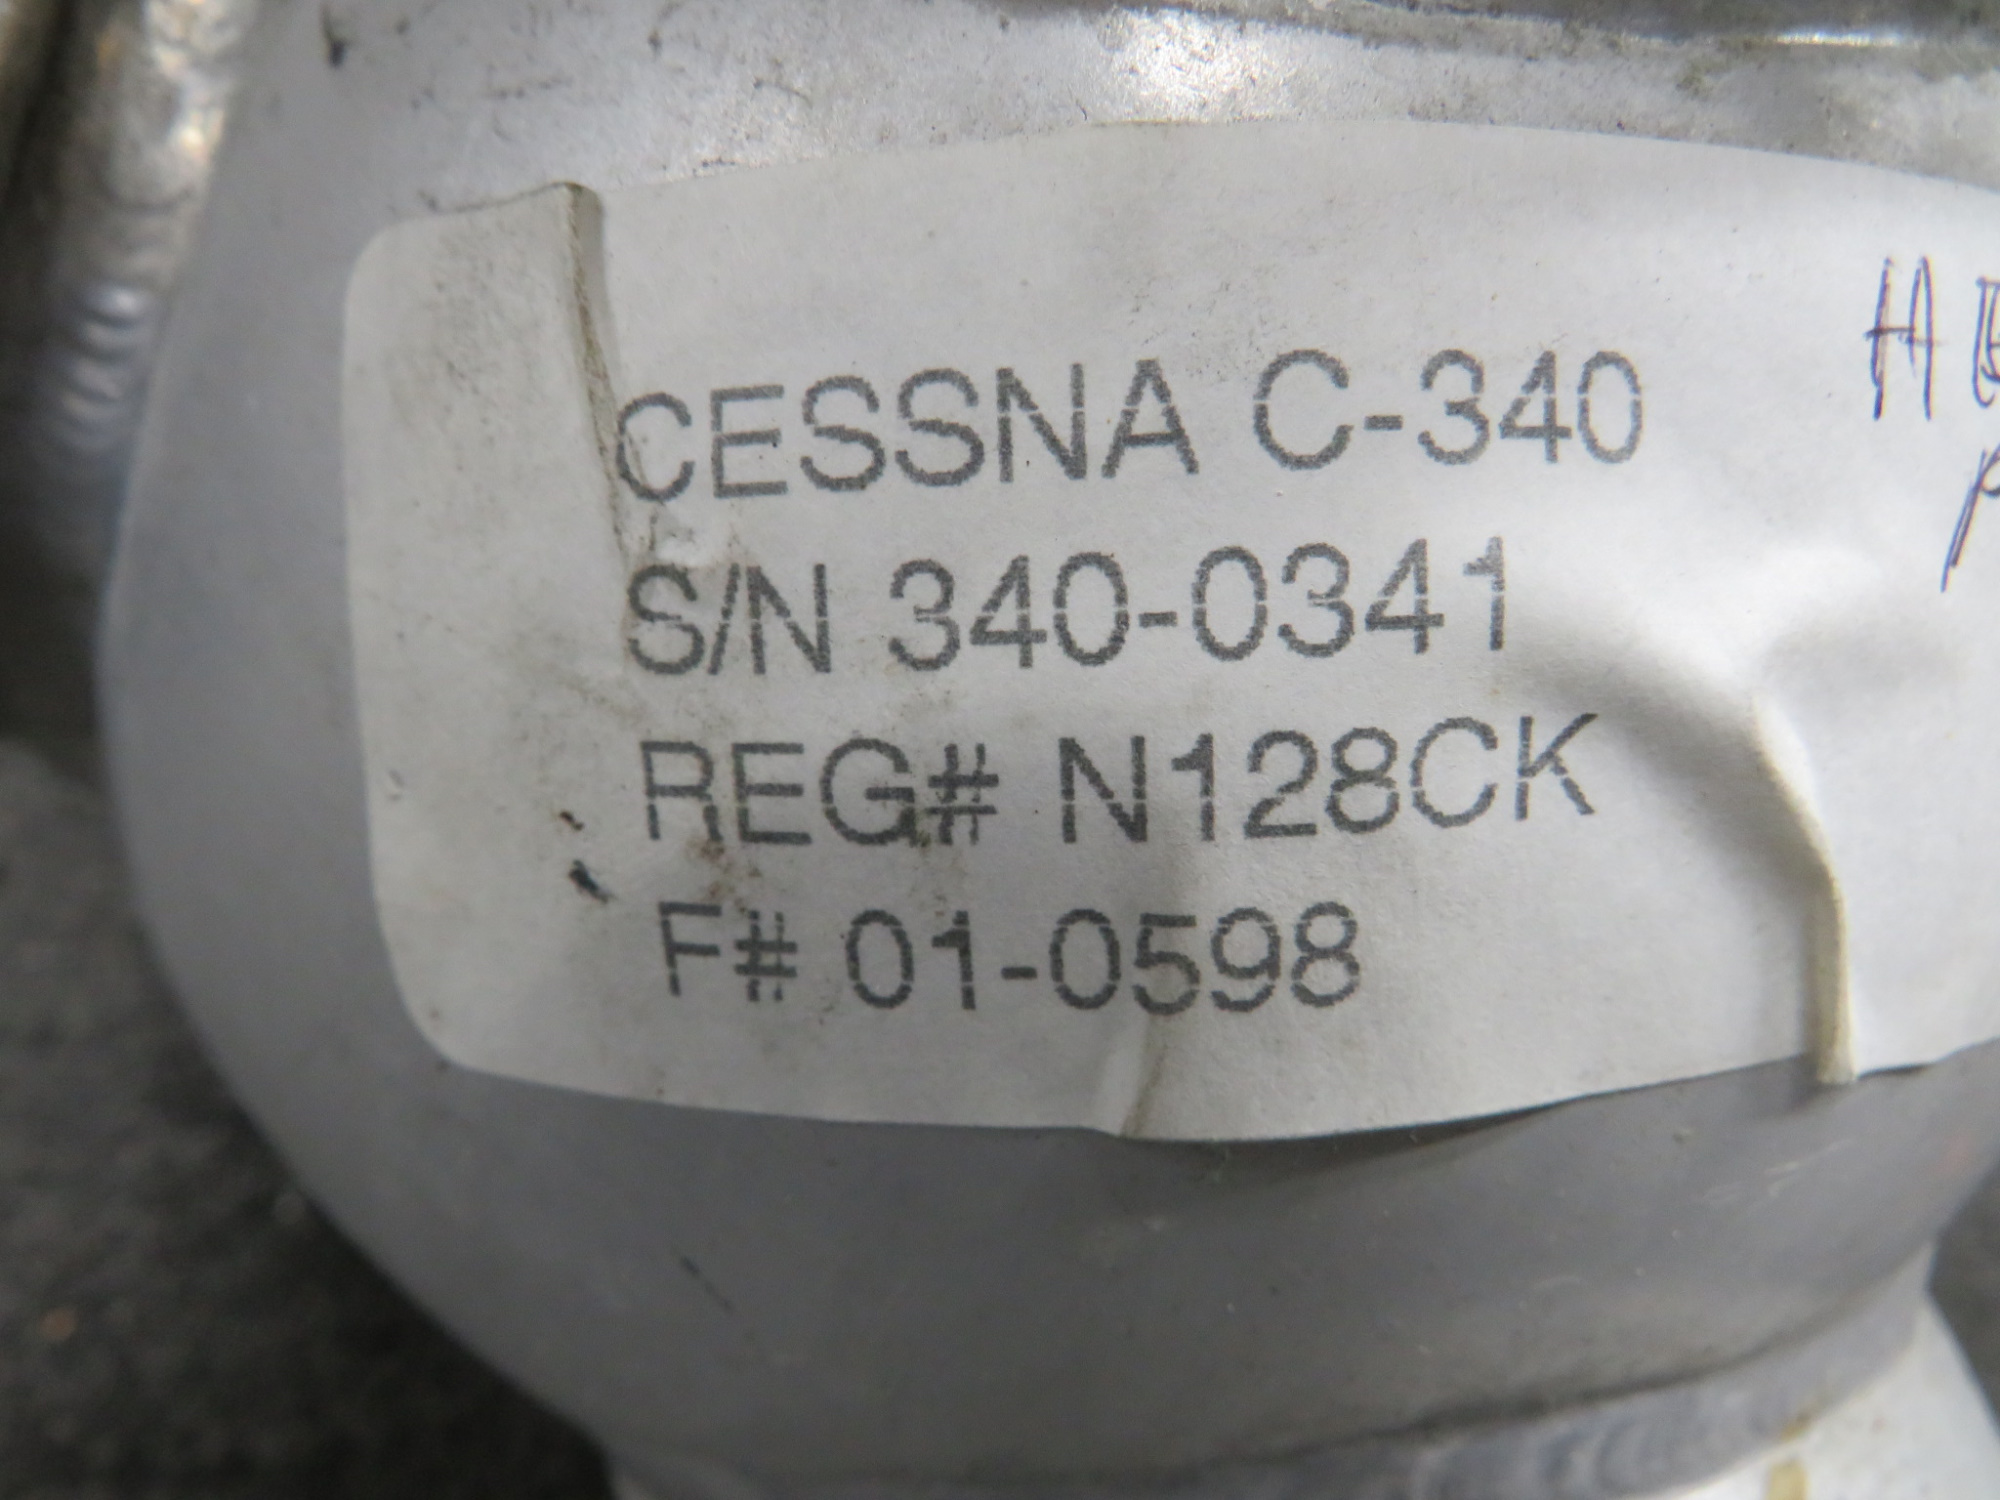 CESSNA C-340
S/N 340-0341
REG# N128CK
F# 01-0598